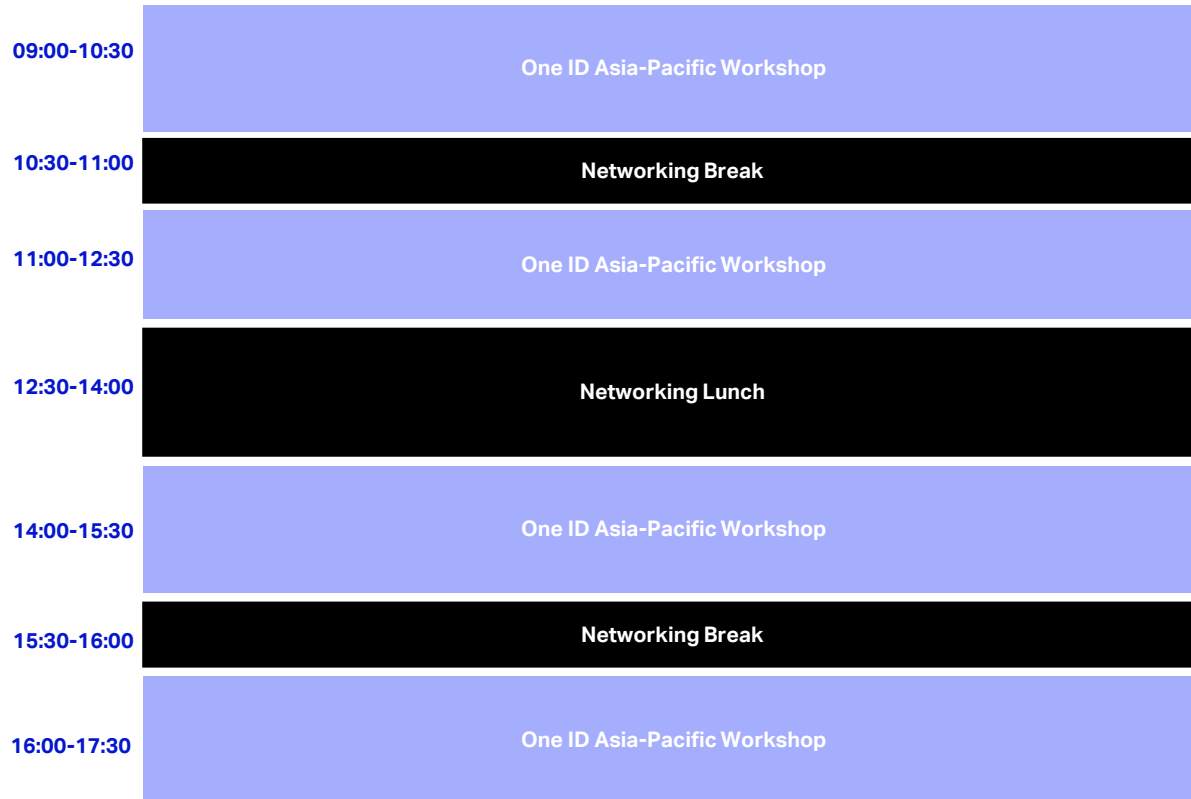 09:00-10:30
One ID Asia-Pacific Workshop
10:30-11:00
Networking Break
11:00-12:30
One ID Asia-Pacific Workshop
12:30-14:00
Networking Lunch
14:00-15:30
One ID Asia-Pacific Workshop
15:30-16:00
Networking Break
16:00-17:30
One ID Asia-Pacific Workshop